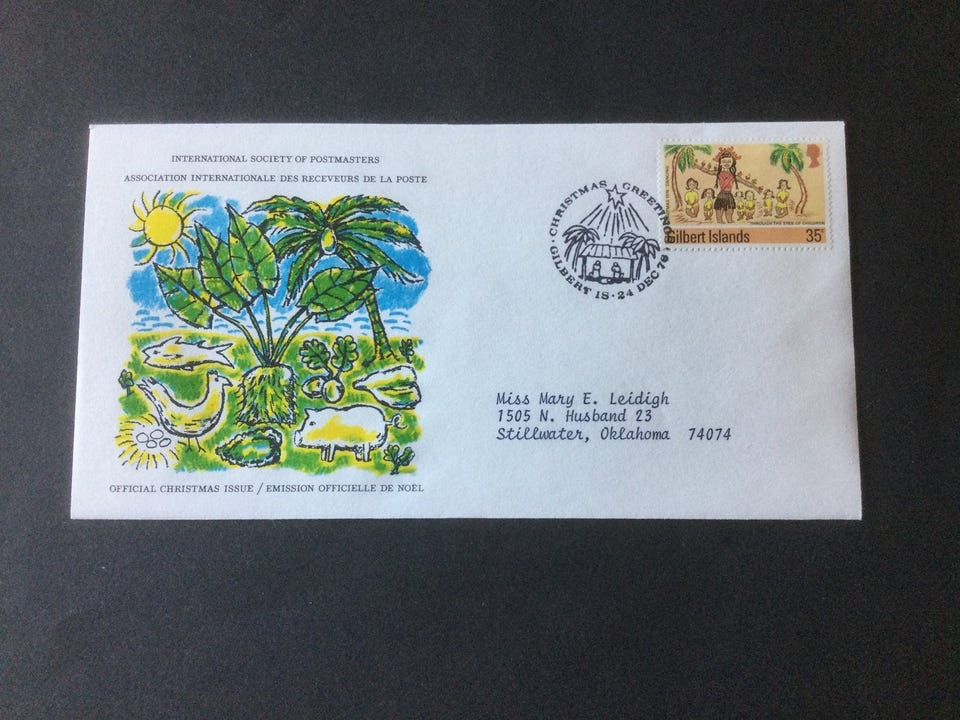 INTERNATIONAL SOCIETY OF POSTMASTERS
ASSOCIATION INTERNATIONALE DES RECEVEURS DE LA POSTE
CHRISTMAS GREETINGS
GILBERT IS · 24 DEC 76
THROUGH THE EYES OF CHILDREN
Gilbert Islands 35c
Miss Mary E. Leidigh
1505 N. Husband 23
Stillwater, Oklahoma 74074
OFFICIAL CHRISTMAS ISSUE / EMISSION OFFICIELLE DE NOËL